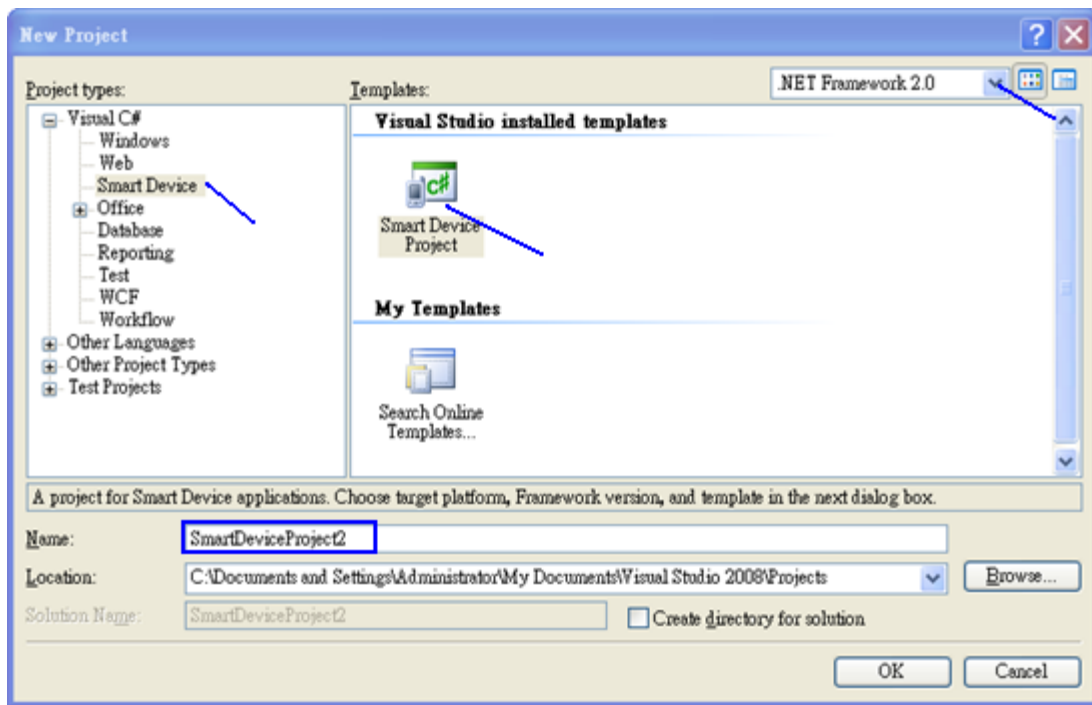 New Project
Project types:
Templates:
.NET Framework 2.0
Visual C#
Windows
Web
Smart Device
Office
Database
Reporting
Test
WCF
Workflow
Other Languages
Other Project Types
Test Projects
Visual Studio installed templates
C#
Smart Device
Project
My Templates
Search Online
Templates...
A project for Smart Device applications. Choose target platform, Framework version, and template in the next dialog box.
Name:
SmartDeviceProject2
Location:
C:\Documents and Settings\Administrator\My Documents\Visual Studio 2008\Projects
Browse...
Solution Name:
SmartDeviceProject2
Create directory for solution
OK
Cancel